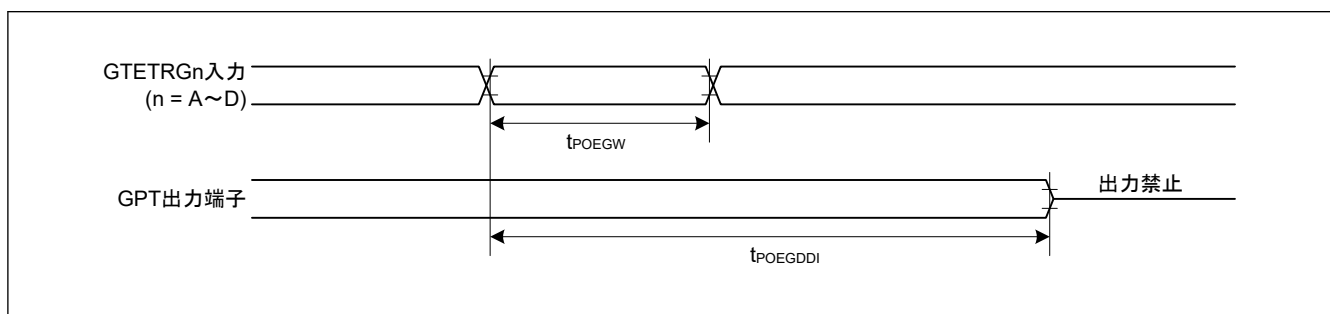 GTETRGn入力
(n = A～D)
tPOEGW
GPT出力端子
出力禁止
tPOEGDDI